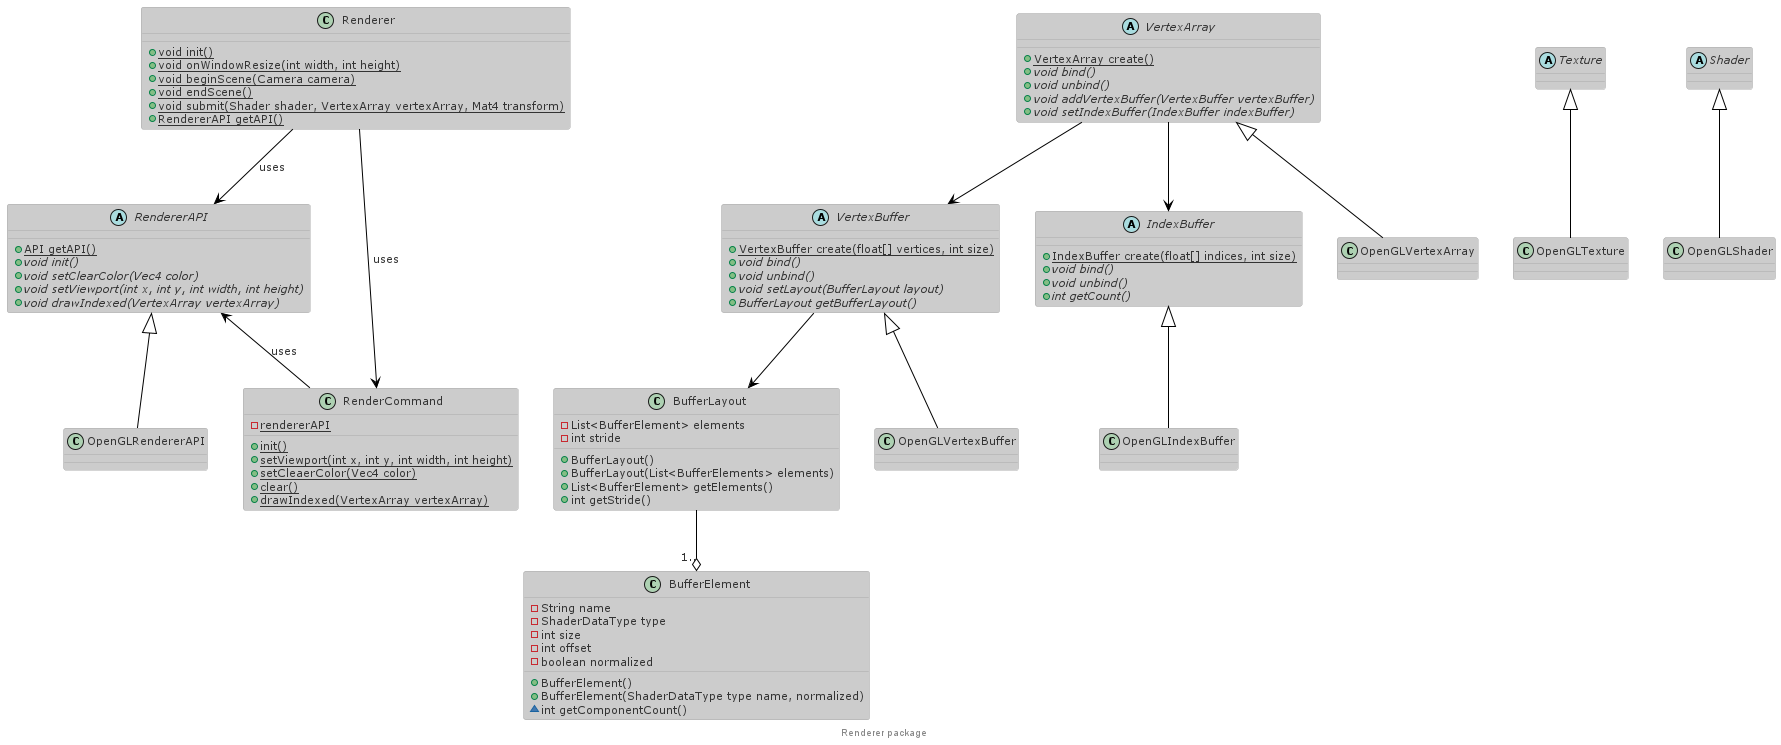 Renderer
void init()
void onWindowResize(int width, int height)
void beginScene(Camera camera)
void endScene()
void submit(Shader shader, VertexArray vertexArray, Mat4 transform)
RendererAPI getAPI()
VertexArray
VertexArray create()
void bind()
void unbind()
void addVertexBuffer(VertexBuffer vertexBuffer)
void setIndexBuffer(IndexBuffer indexBuffer)
Texture
Shader
uses
uses
RendererAPI
API getAPI()
void init()
void setClearColor(Vec4 color)
void setViewport(int x, int y, int width, int height)
void drawIndexed(VertexArray vertexArray)
VertexBuffer
VertexBuffer create(float[] vertices, int size)
void bind()
void unbind()
void setLayout(BufferLayout layout)
BufferLayout getBufferLayout()
IndexBuffer
IndexBuffer create(float[] indices, int size)
void bind()
void unbind()
int getCount()
OpenGLVertexArray
OpenGLTexture
OpenGLShader
uses
OpenGLRendererAPI
RenderCommand
rendererAPI
init()
setViewport(int x, int y, int width, int height)
setCleaerColor(Vec4 color)
clear()
drawIndexed(VertexArray vertexArray)
BufferLayout
List<BufferElement> elements
int stride
BufferLayout()
BufferLayout(List<BufferElements> elements)
List<BufferElement> getElements()
int getStride()
OpenGLVertexBuffer
OpenGLIndexBuffer
1..
BufferElement
String name
ShaderDataType type
int size
int offset
boolean normalized
BufferElement()
BufferElement(ShaderDataType type name, normalized)
int getComponentCount()
Renderer package